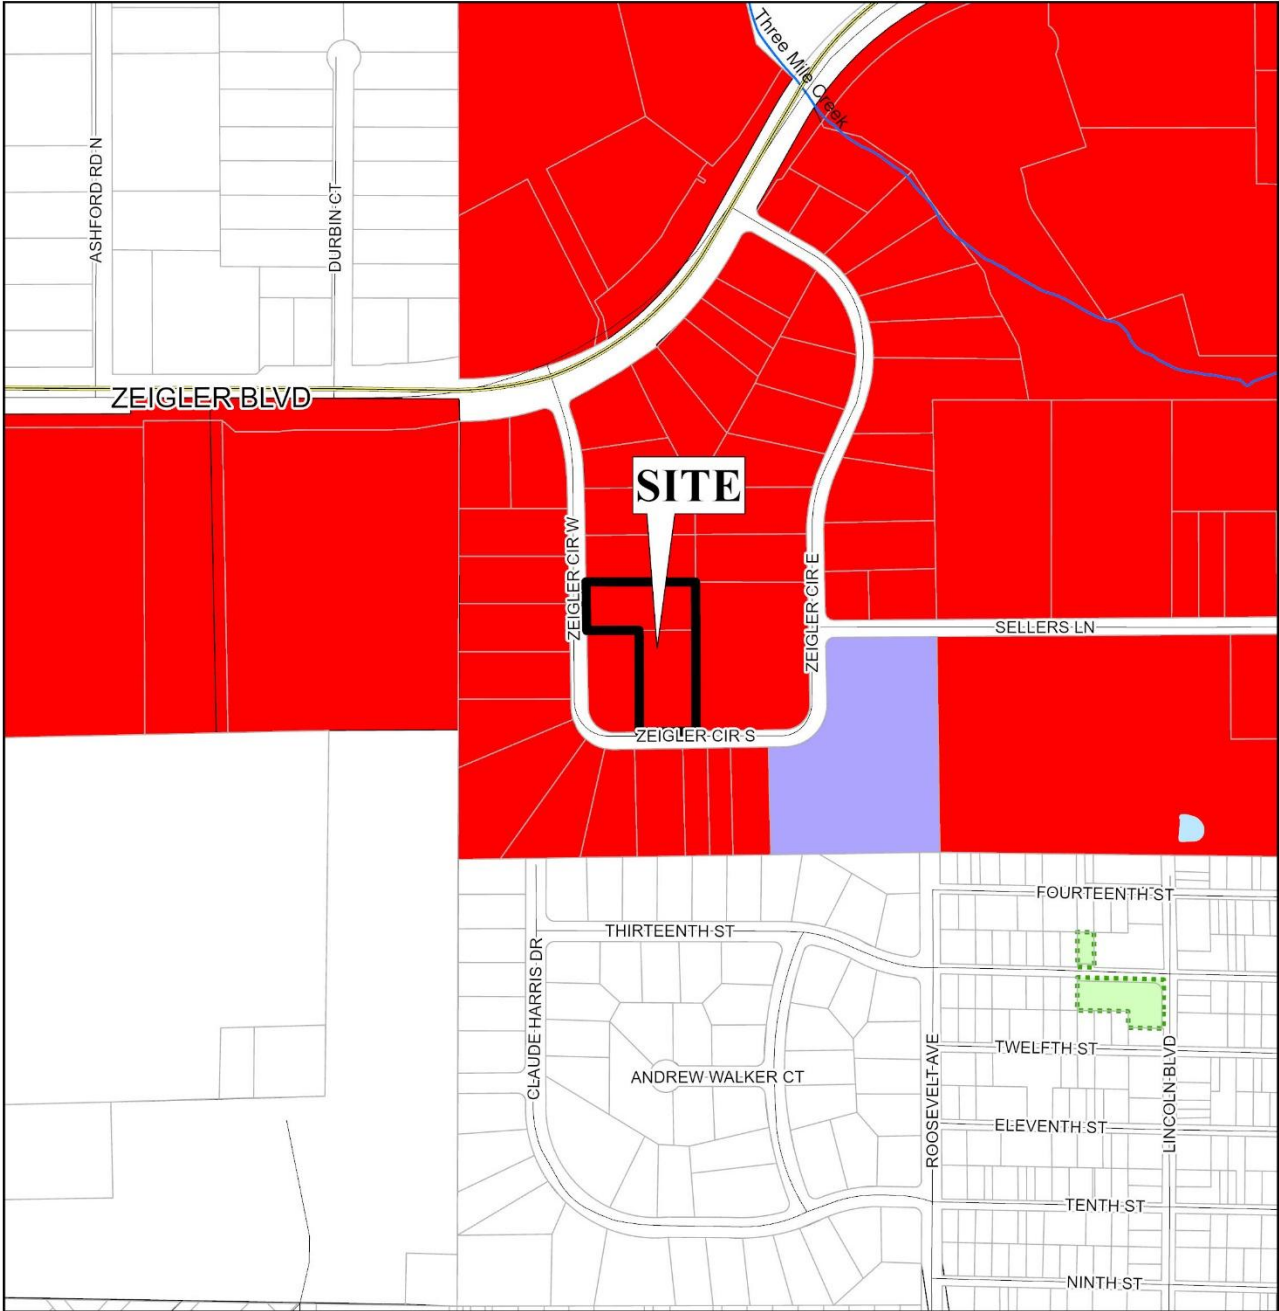 Three Mile Creek
ASHFORD RD N
DURBIN CT
ZEIGLER BLVD
SITE
ZEIGLER CIR W
ZEIGLER CIR E
SELLERS LN
ZEIGLER CIR S
FOURTEENTH ST
THIRTEENTH ST
CLAUDE HARRIS DR
ROOSEVELT AVE
TWELFTH ST
LINCOLN BLVD
ANDREW WALKER CT
ELEVENTH ST
TENTH ST
NINTH ST